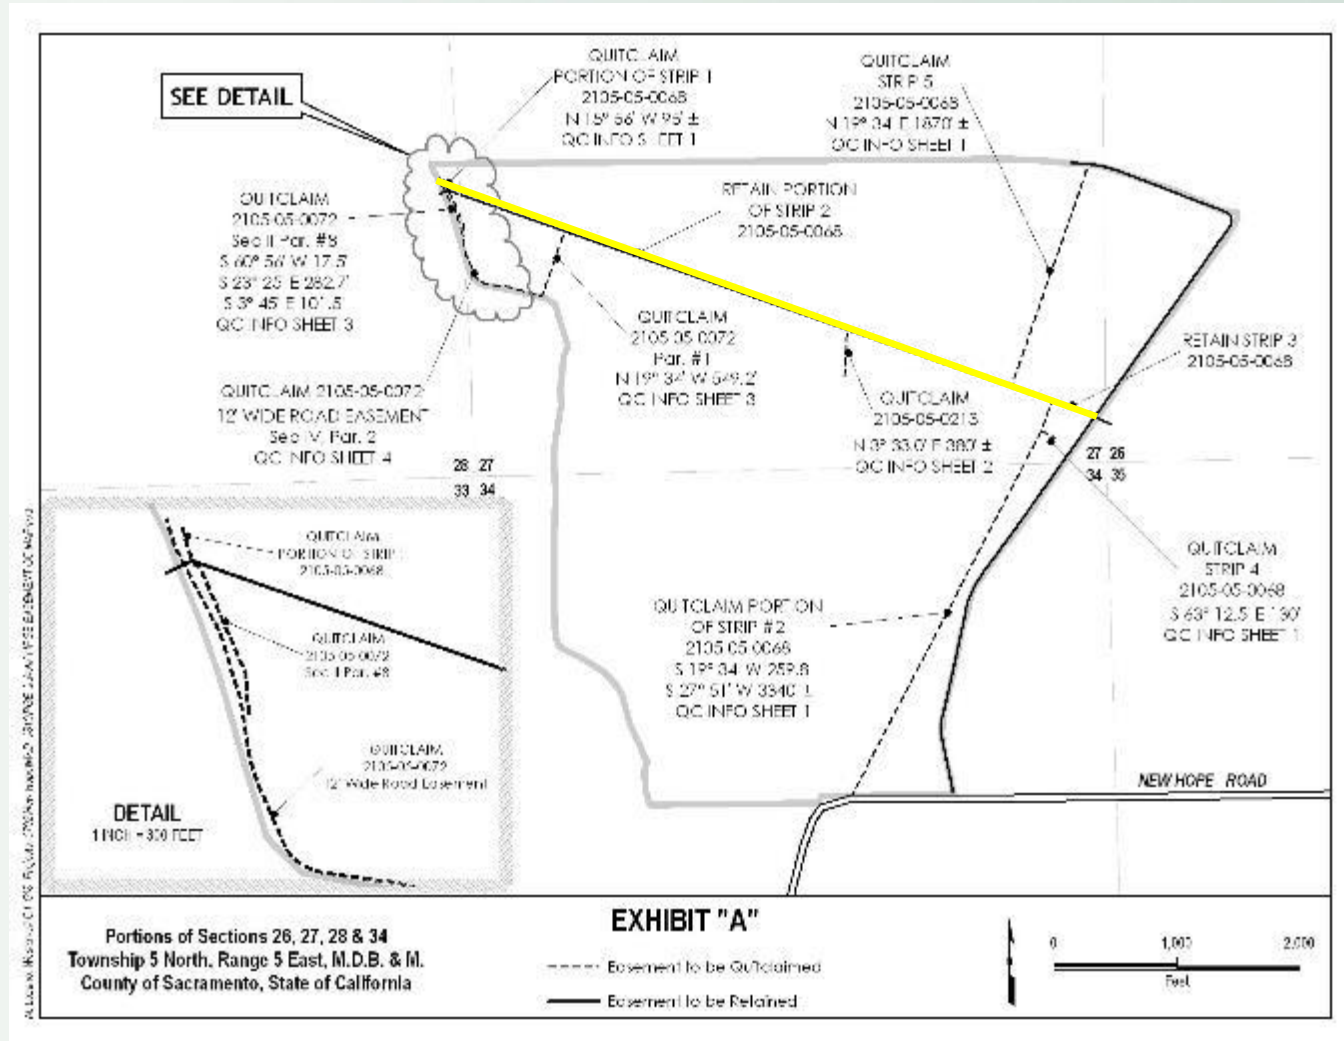 SEE DETAIL
QUITCLAIM
PORTION OF STRIP 1
2105-05-0068
N 15° 56' W 95' ±
QC INFO SHEET 1
QUITCLAIM
STRIP 5
2105-05-0068
N 19° 34' E 1870' ±
QC INFO SHEET 1
QUITCLAIM
2105-05-0072
Sec II Par. #8
S 60° 56' W 17.5'
S 23° 25' E 282.7'
S 3° 45' E 101.5'
QC INFO SHEET 3
RETAIN PORTION
OF STRIP 2
2105-05-0068
QUITCLAIM
2105-05-0072
Par. #1
N 19° 34' W 549.2'
QC INFO SHEET 3
RETAIN STRIP 3
2105-05-0068
QUITCLAIM 2105-05-0072
12' WIDE ROAD EASEMENT
Sec IV, Par. 2
QC INFO SHEET 4
QUITCLAIM
2105-05-0213
N 3° 33.0' E 380' ±
QC INFO SHEET 2
28 27
33 34
27 26
34 35
QUITCLAIM
PORTION OF STRIP
2105-05-0068
QUITCLAIM
2105-05-0072
Sec II Par. #8
QUITCLAIM
2105-05-0072
12' Wide Road Easement
DETAIL
1 INCH = 300 FEET
QUITCLAIM PORTION
OF STRIP #2
2105-05-0068
S 19° 34' W 259.8
S 27° 51' W 3340' ±
QC INFO SHEET 1
QUITCLAIM
STRIP 4
2105-05-0068
S 63° 12.5' E 130'
QC INFO SHEET 1
NEW HOPE ROAD
Portions of Sections 26, 27, 28 & 34
Township 5 North, Range 5 East, M.D.B. & M.
County of Sacramento, State of California
EXHIBIT "A"
Easement to be Quitclaimed
Easement to be Retained
0 1,000 2,000
Feet